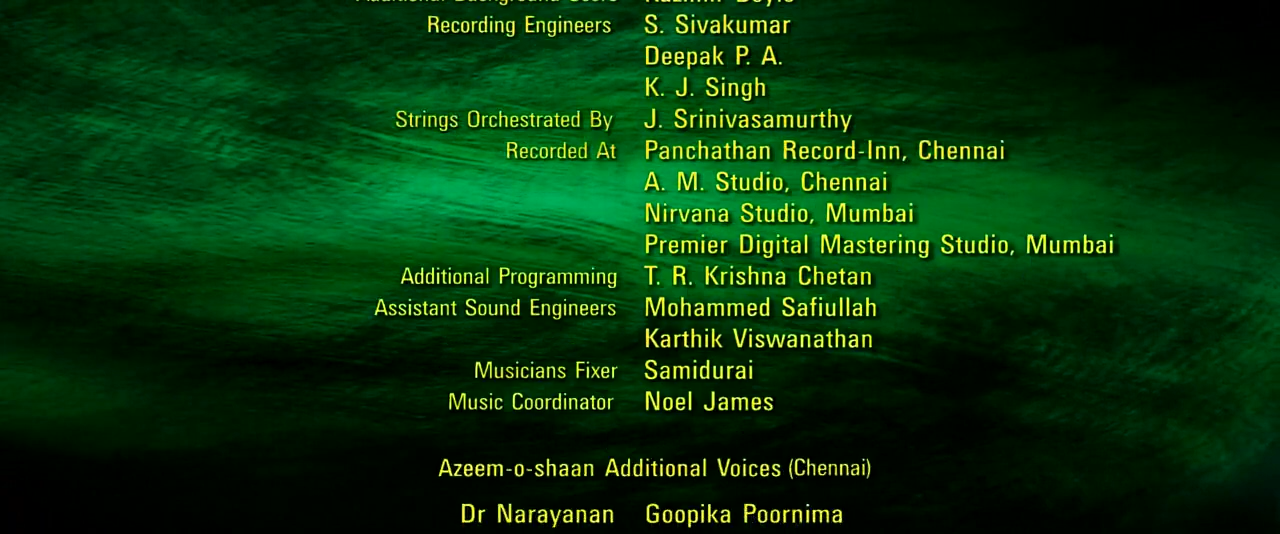 Recording Engineers S. Sivakumar
Deepak P. A.
K. J. Singh
Strings Orchestrated By J. Srinivasamurthy
Recorded At Panchathan Record-Inn, Chennai
A. M. Studio, Chennai
Nirvana Studio, Mumbai
Premier Digital Mastering Studio, Mumbai
Additional Programming T. R. Krishna Chetan
Assistant Sound Engineers Mohammed Safiullah
Karthik Viswanathan
Musicians Fixer Samidurai
Music Coordinator Noel James
Azeem-o-shaan Additional Voices (Chennai)
Dr Narayanan Goopika Poornima